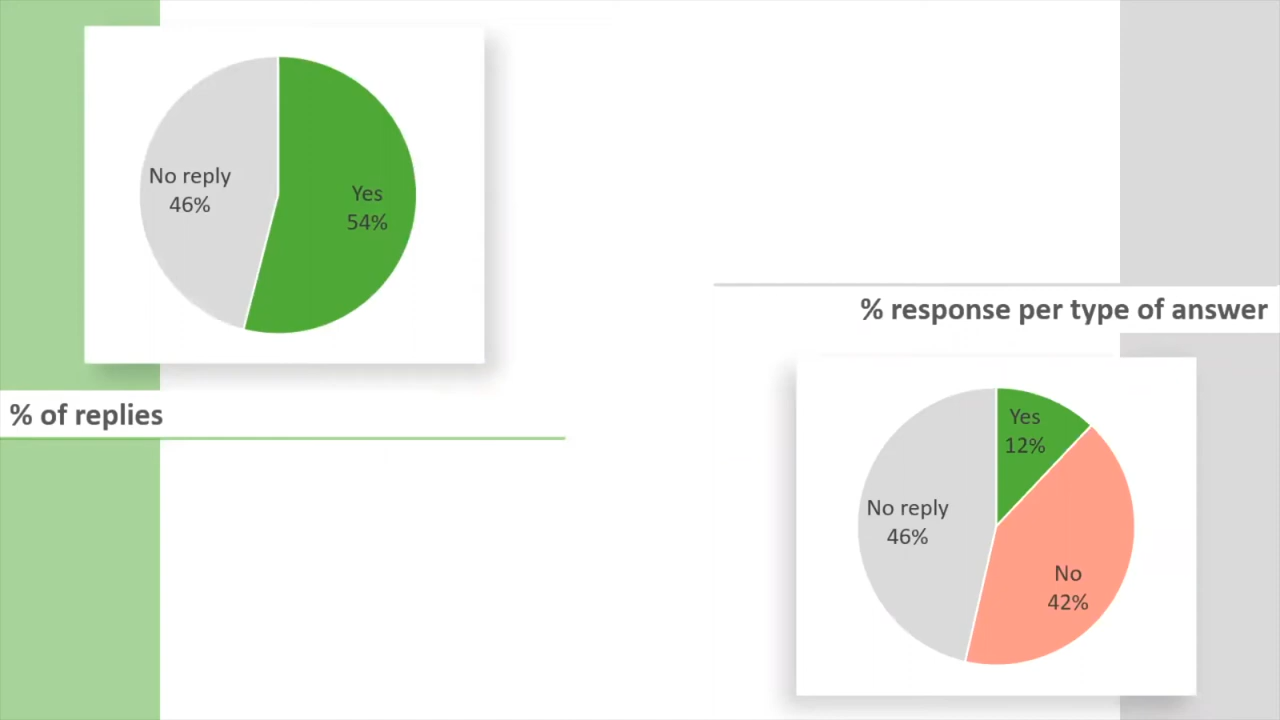 No reply
46%
Yes
54%
% of replies
% response per type of answer
Yes
12%
No reply
46%
No
42%